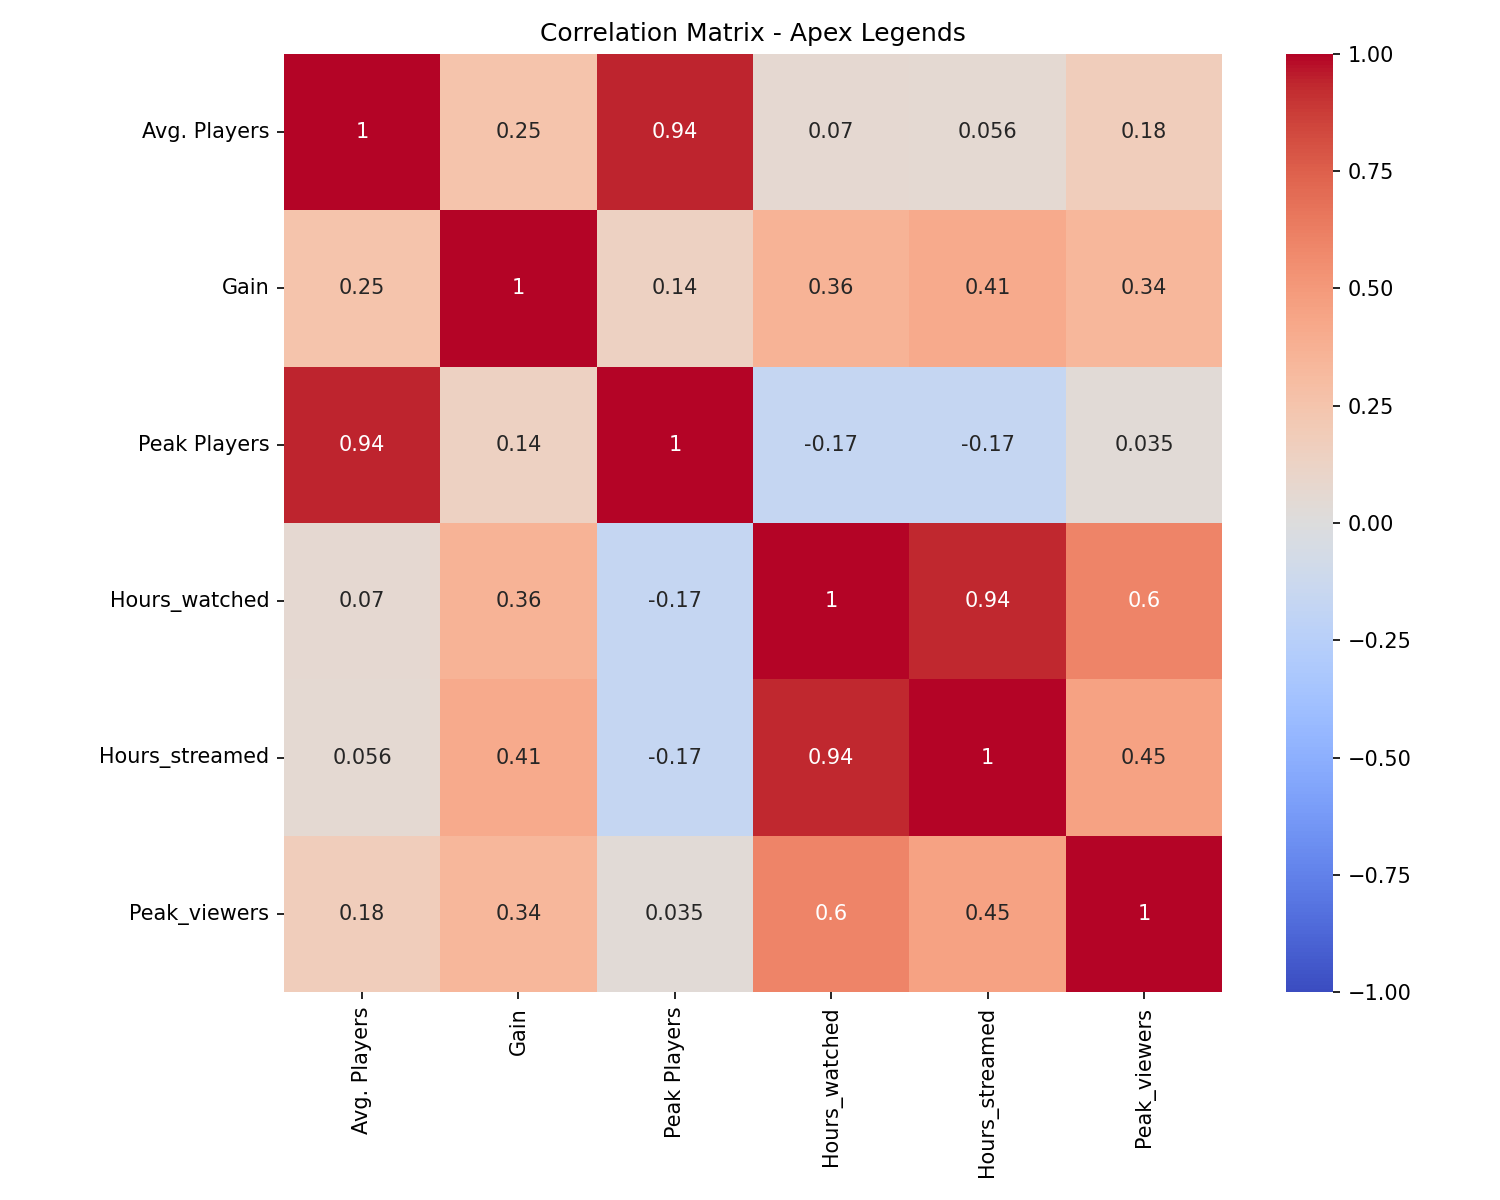 Correlation Matrix - Apex Legends
Avg. Players 1 0.25 0.94 0.07 0.056 0.18
Gain 0.25 1 0.14 0.36 0.41 0.34
Peak Players 0.94 0.14 1 -0.17 -0.17 0.035
Hours_watched 0.07 0.36 -0.17 1 0.94 0.6
Hours_streamed 0.056 0.41 -0.17 0.94 1 0.45
Peak_viewers 0.18 0.34 0.035 0.6 0.45 1
Avg. Players
Gain
Peak Players
Hours_watched
Hours_streamed
Peak_viewers
1.00
0.75
0.50
0.25
0.00
−0.25
−0.50
−0.75
−1.00